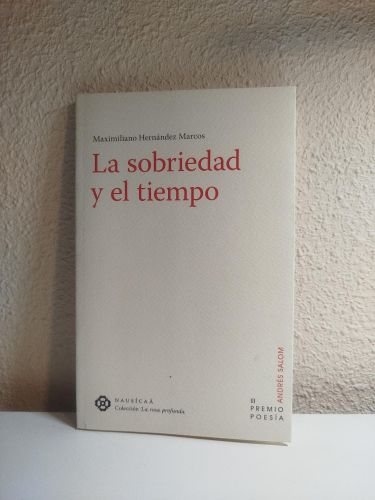 Maximiliano Hernández Marcos
La sobriedad
y el tiempo
NAUSÍCAÄ
Colección La rosa profunda
III
PREMIO
POESÍA
ANDRÉS SALOM